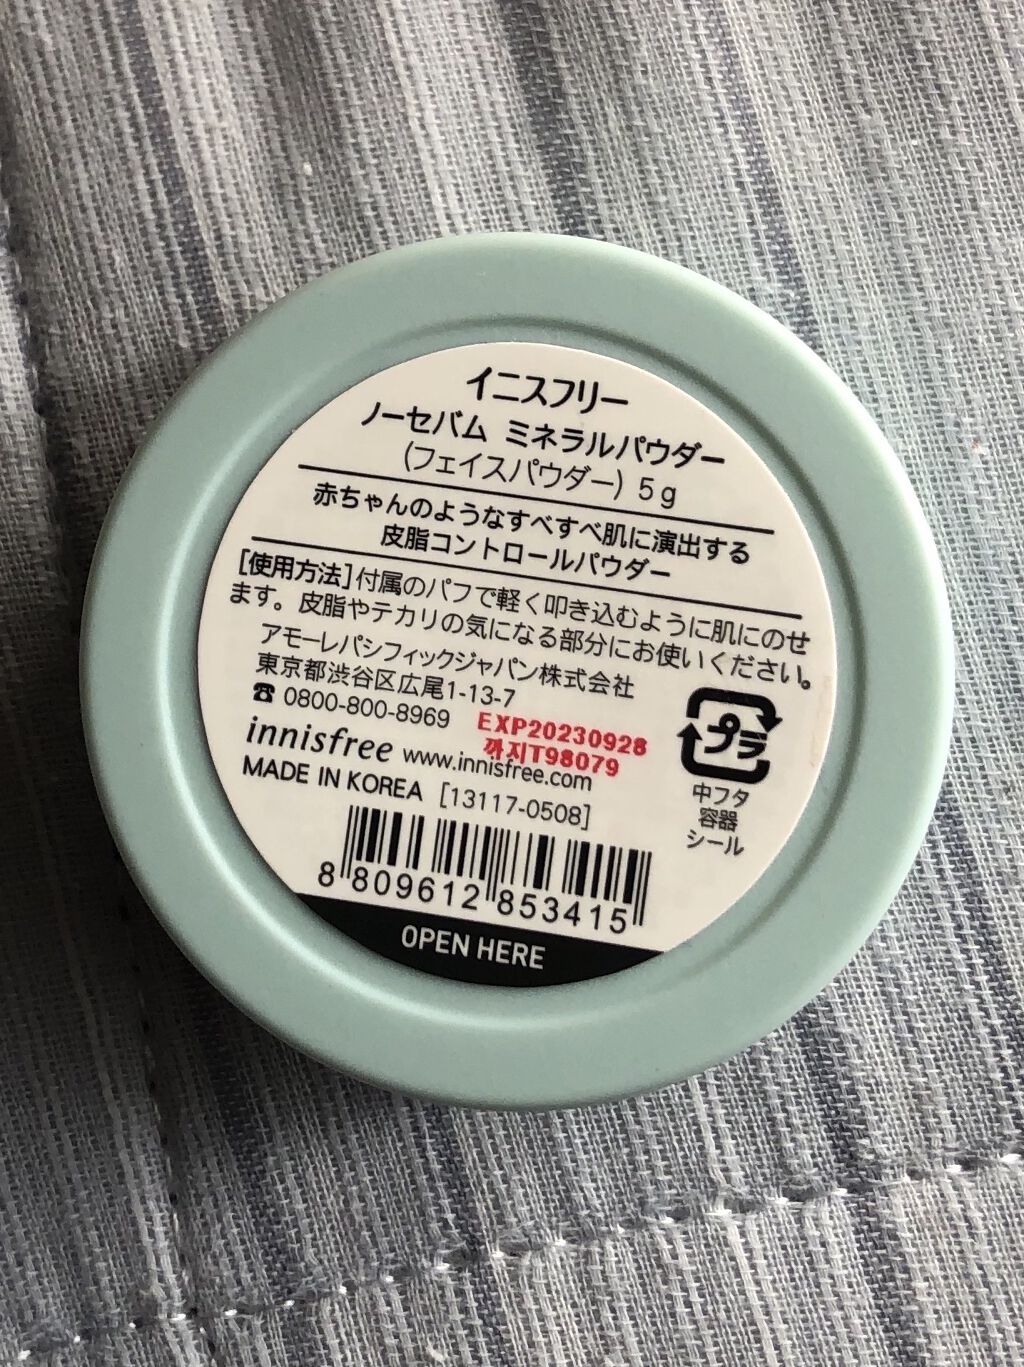 イニスフリー
ノーセバム ミネラルパウダー
(フェイスパウダー) 5g
赤ちゃんのようなすべすべ肌に演出する
皮脂コントロールパウダー
[使用方法]付属のパフで軽く叩き込むように肌にのせ
ます。皮脂やテカリの気になる部分にお使いください。
アモーレパシフィックジャパン株式会社
東京都渋谷区広尾1-13-7
☎ 0800-800-8969
EXP20230928
까지T98079
innisfree www.innisfree.com
MADE IN KOREA [13117-0508]
プラ
中フタ
容器
シール
8 809612 853415
OPEN HERE